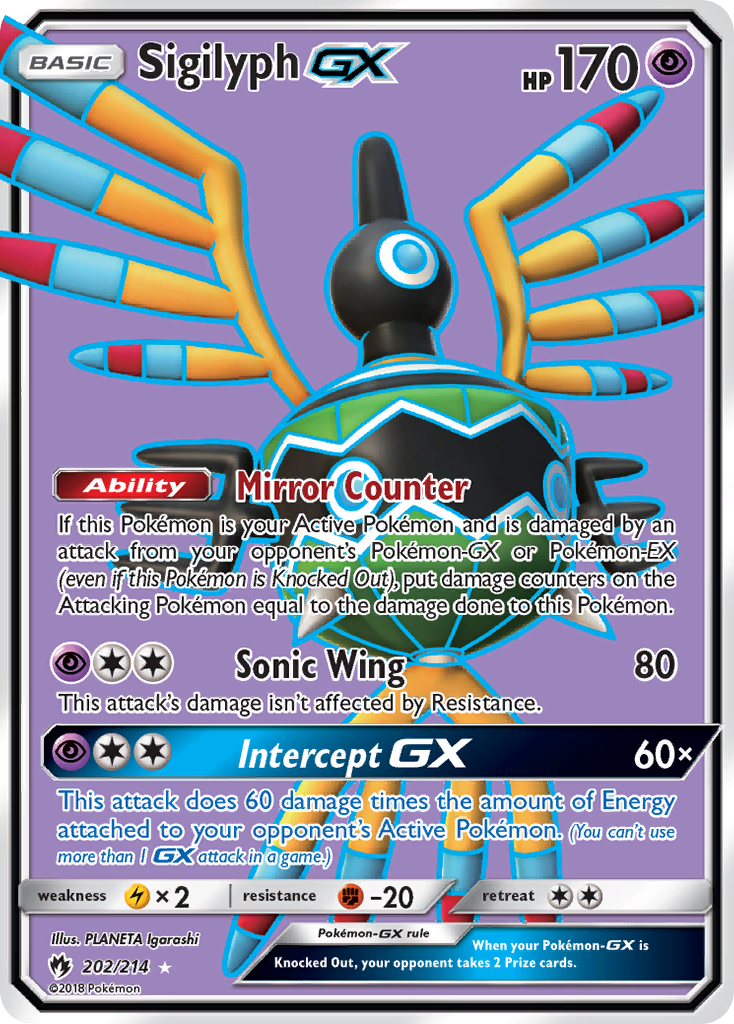 BASIC Sigilyph GX HP 170
Ability Mirror Counter
If this Pokémon is your Active Pokémon and is damaged by an
attack from your opponent's Pokémon-GX or Pokémon-EX
(even if this Pokémon is Knocked Out), put damage counters on the
Attacking Pokémon equal to the damage done to this Pokémon.
Sonic Wing 80
This attack's damage isn't affected by Resistance.
Intercept GX 60×
This attack does 60 damage times the amount of Energy
attached to your opponent's Active Pokémon. (You can't use
more than 1 GX attack in a game.)
weakness ×2 resistance -20 retreat
Illus. PLANETA Igarashi
202/214
©2018 Pokémon
Pokémon-GX rule
When your Pokémon-GX is
Knocked Out, your opponent takes 2 Prize cards.